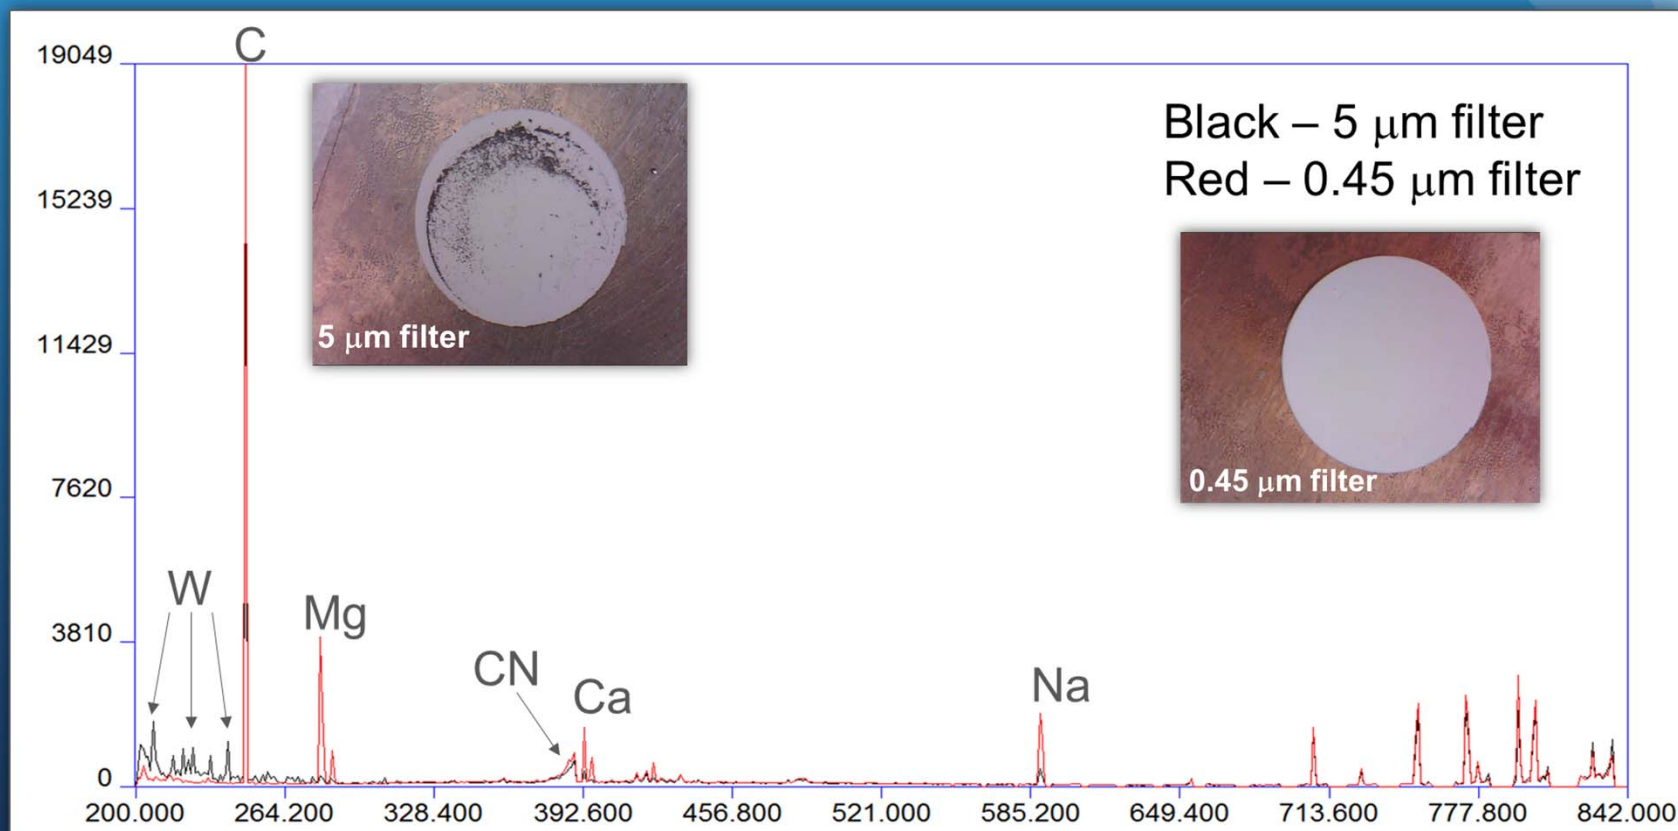 C
19049
15239
11429
7620
3810
0
Black – 5 μm filter
Red – 0.45 μm filter
5 μm filter
0.45 μm filter
W
Mg
CN
Ca
Na
200.000 264.200 328.400 392.600 456.800 521.000 585.200 649.400 713.600 777.800 842.000